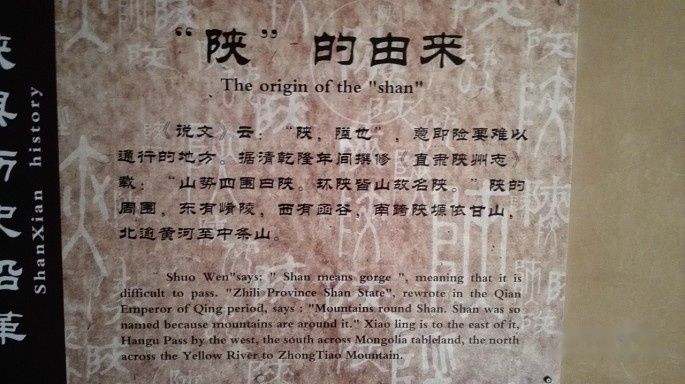 “陕”的由来
The origin of the "shan"
《说文》云：“陕，隘也”，意即险要难以
通行的地方。据清乾隆年间撰修《直隶陕州志》
载：“山势四围曰陕。环陕皆山故名陕。”陕的
周围，东有崤陵，西有函谷，南跨陕塬依甘山，
北逾黄河至中条山。
Shuo Wen"says: " Shan means gorge ", meaning that it is
difficult to pass. "Zhili Province Shan State", rewrote in the Qian
Emperor of Qing period, says : "Mountains round Shan. Shan was so
named because mountains are around it." Xiao ling is to the east of it,
Hangu Pass by the west, the south across Mongolia tableland, the north
across the Yellow River to ZhongTiao Mountain.
陕县历史沿革
ShanXian history